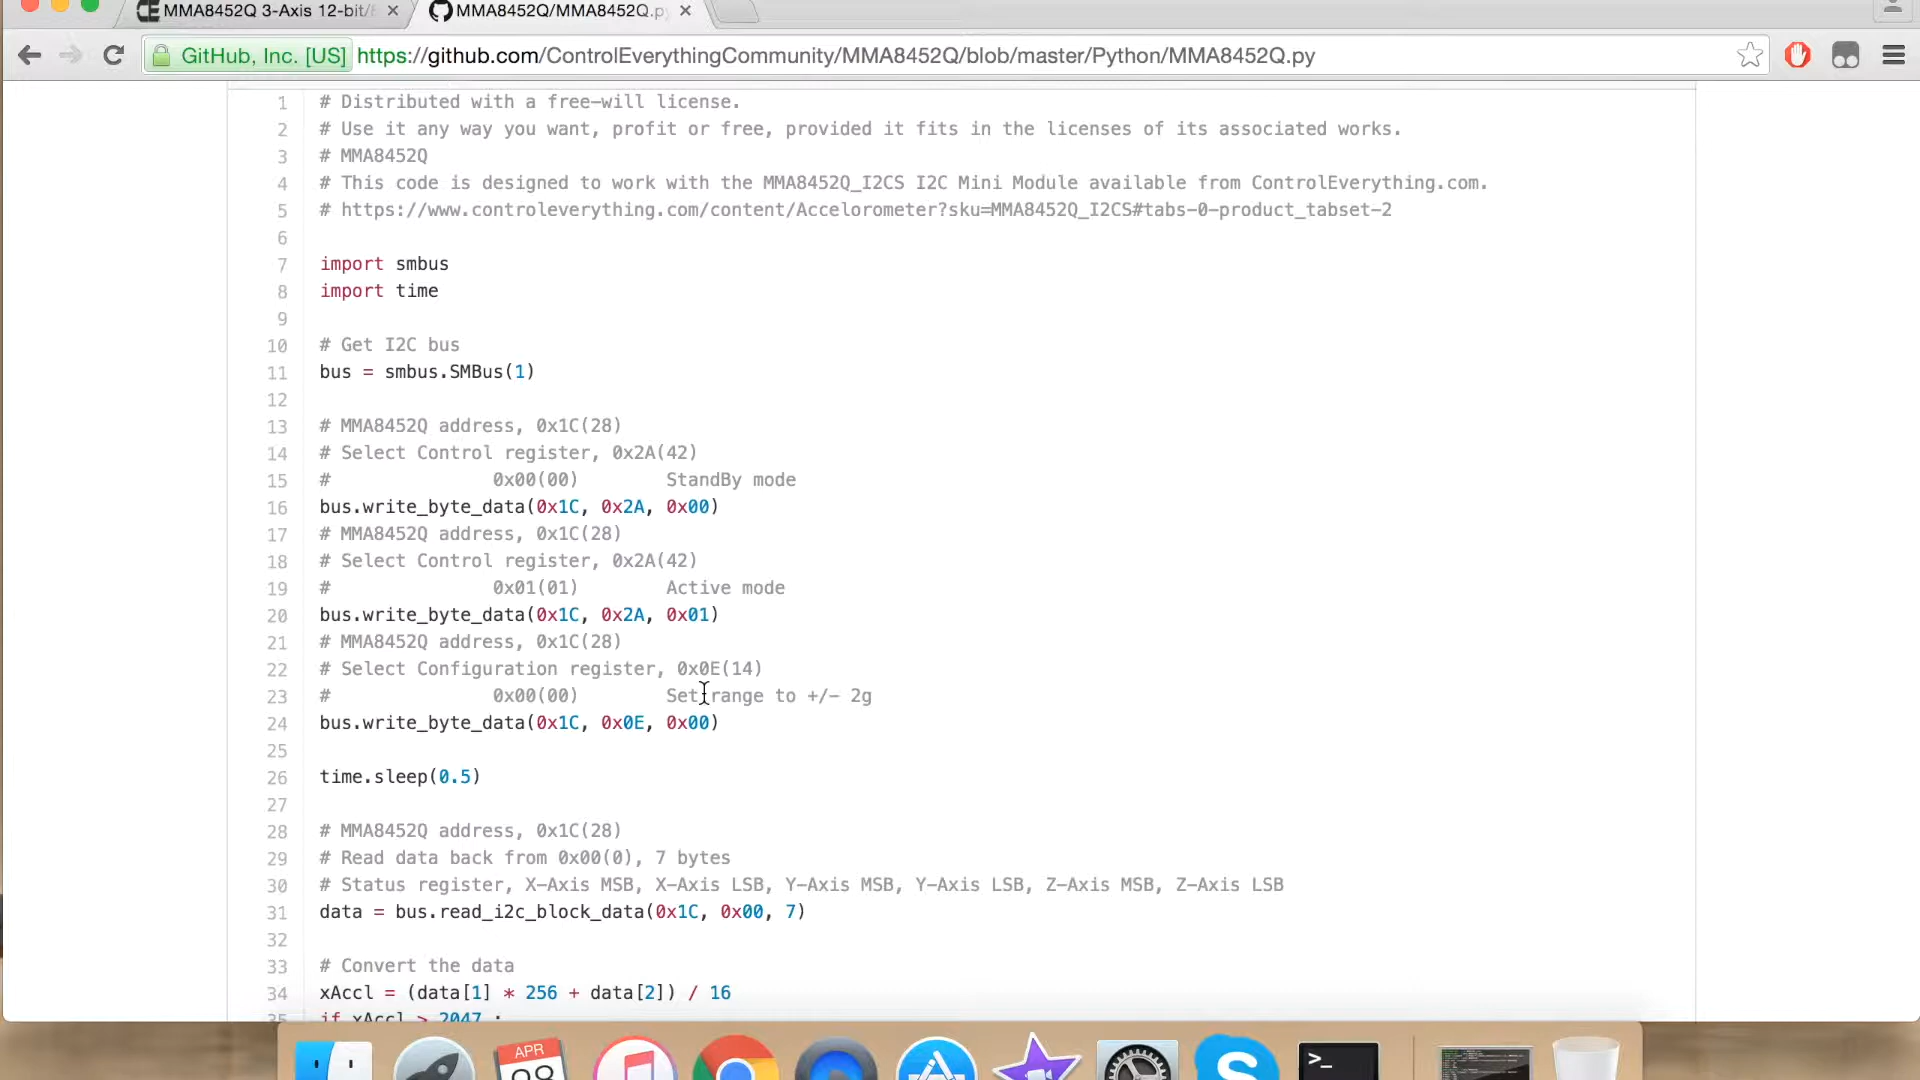 MMA8452Q 3-Axis 12-bit/
MMA8452Q/MMA8452Q.py
GitHub, Inc. [US] https://github.com/ControlEverythingCommunity/MMA8452Q/blob/master/Python/MMA8452Q.py
1 # Distributed with a free-will license.
2 # Use it any way you want, profit or free, provided it fits in the licenses of its associated works.
3 # MMA8452Q
4 # This code is designed to work with the MMA8452Q_I2CS I2C Mini Module available from ControlEverything.com.
5 # https://www.controleverything.com/content/Accelorometer?sku=MMA8452Q_I2CS#tabs-0-product_tabset-2
6
7 import smbus
8 import time
9
10 # Get I2C bus
11 bus = smbus.SMBus(1)
12
13 # MMA8452Q address, 0x1C(28)
14 # Select Control register, 0x2A(42)
15 # 0x00(00) StandBy mode
16 bus.write_byte_data(0x1C, 0x2A, 0x00)
17 # MMA8452Q address, 0x1C(28)
18 # Select Control register, 0x2A(42)
19 # 0x01(01) Active mode
20 bus.write_byte_data(0x1C, 0x2A, 0x01)
21 # MMA8452Q address, 0x1C(28)
22 # Select Configuration register, 0x0E(14)
23 # 0x00(00) Set range to +/- 2g
24 bus.write_byte_data(0x1C, 0x0E, 0x00)
25
26 time.sleep(0.5)
27
28 # MMA8452Q address, 0x1C(28)
29 # Read data back from 0x00(0), 7 bytes
30 # Status register, X-Axis MSB, X-Axis LSB, Y-Axis MSB, Y-Axis LSB, Z-Axis MSB, Z-Axis LSB
31 data = bus.read_i2c_block_data(0x1C, 0x00, 7)
32
33 # Convert the data
34 xAccl = (data[1] * 256 + data[2]) / 16
35 if xAccl > 2047 :
APR